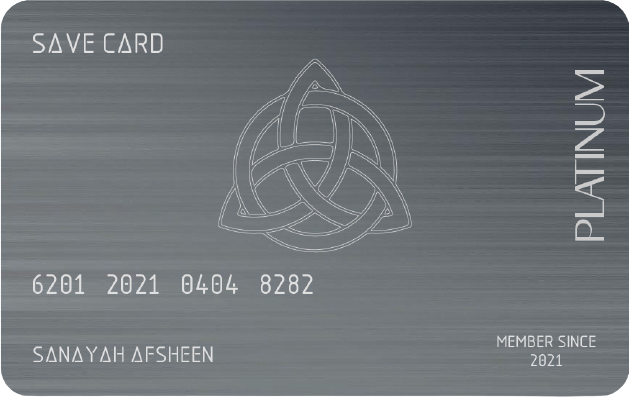 SAVE CARD
PLATINUM
6201 2021 0404 8282
SANAYAH AFSHEEN
MEMBER SINCE
2021